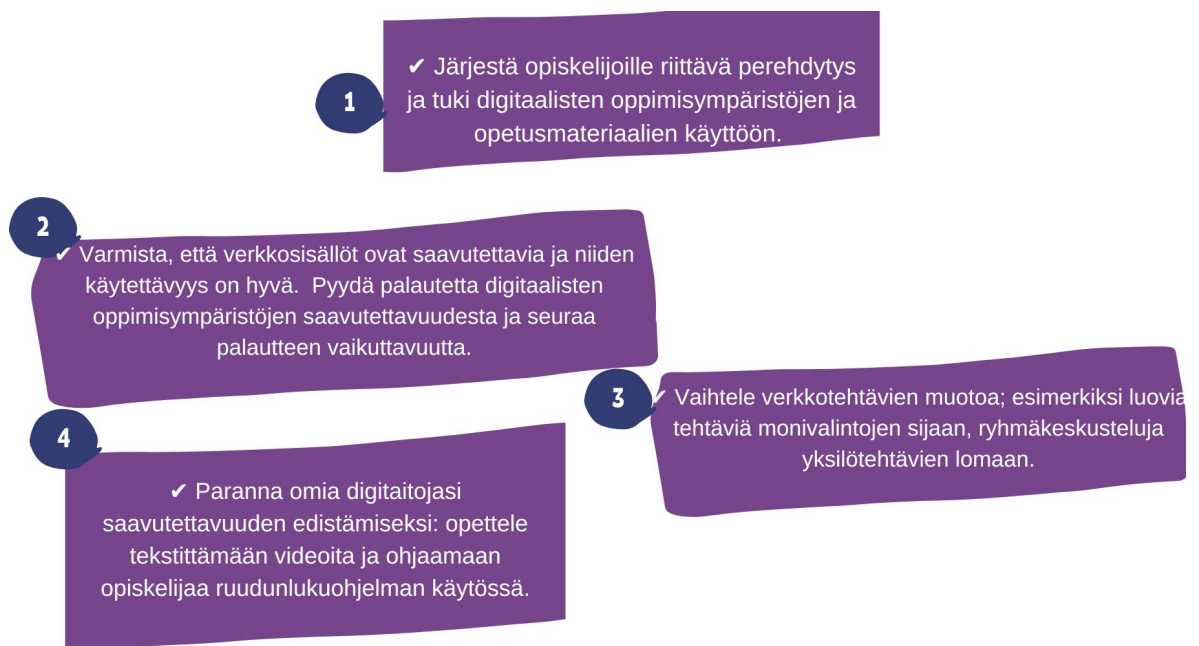 1
✔ Järjestä opiskelijoille riittävä perehdytys
ja tuki digitaalisten oppimisympäristöjen ja
opetusmateriaalien käyttöön.
2
✔ Varmista, että verkkosisällöt ovat saavutettavia ja niiden
käytettävyys on hyvä.  Pyydä palautetta digitaalisten
oppimisympäristöjen saavutettavuudesta ja seuraa
palautteen vaikuttavuutta.
3
✔ Vaihtele verkkotehtävien muotoa; esimerkiksi luovia
tehtäviä monivalintojen sijaan, ryhmäkeskusteluja
yksilötehtävien lomaan.
4
✔ Paranna omia digitaitojasi
saavutettavuuden edistämiseksi: opettele
tekstittämään videoita ja ohjaamaan
opiskelijaa ruudunlukuohjelman käytössä.